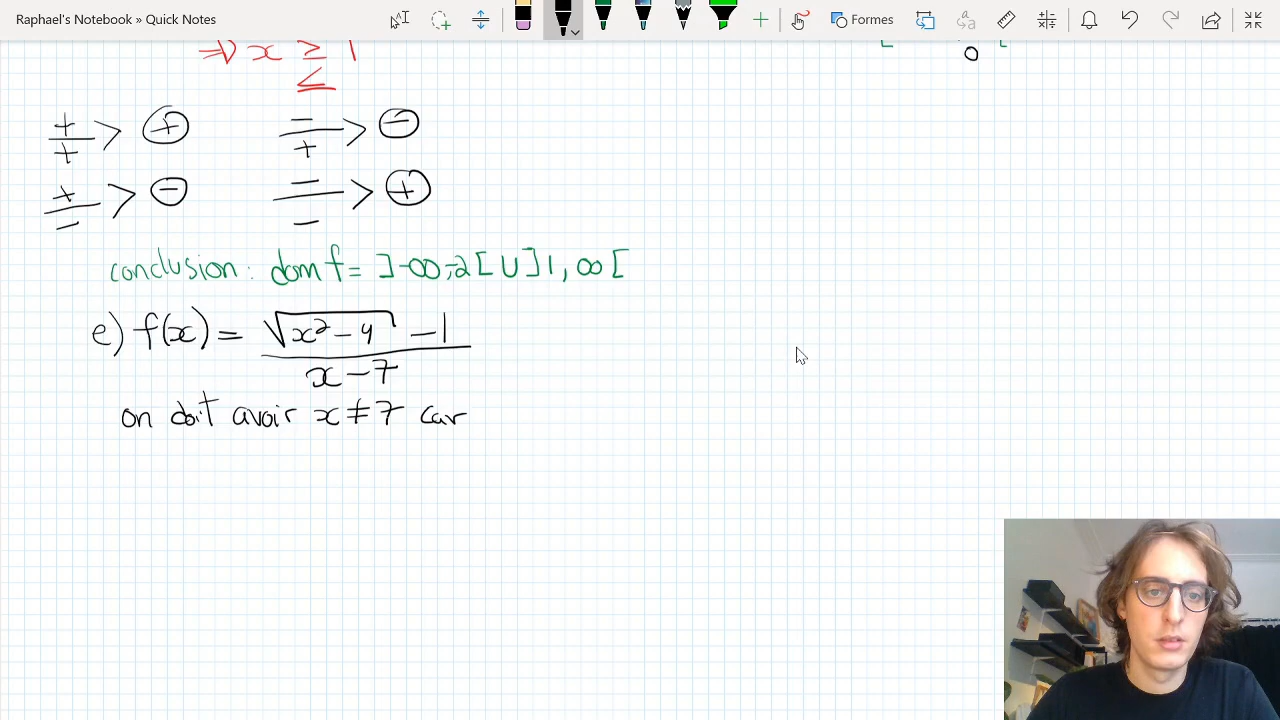 Raphael's Notebook » Quick Notes
Formes
⇒ x ≥ 1
≤
0
+/+ > ⊕ −/+ > ⊖
+/− > ⊖ −/− > ⊕
conclusion: dom f = ]-∞,-2[ U ]1, ∞[
e) f(x) = (√(x² - 4) - 1) / (x - 7)
on doit avoir x ≠ 7 car